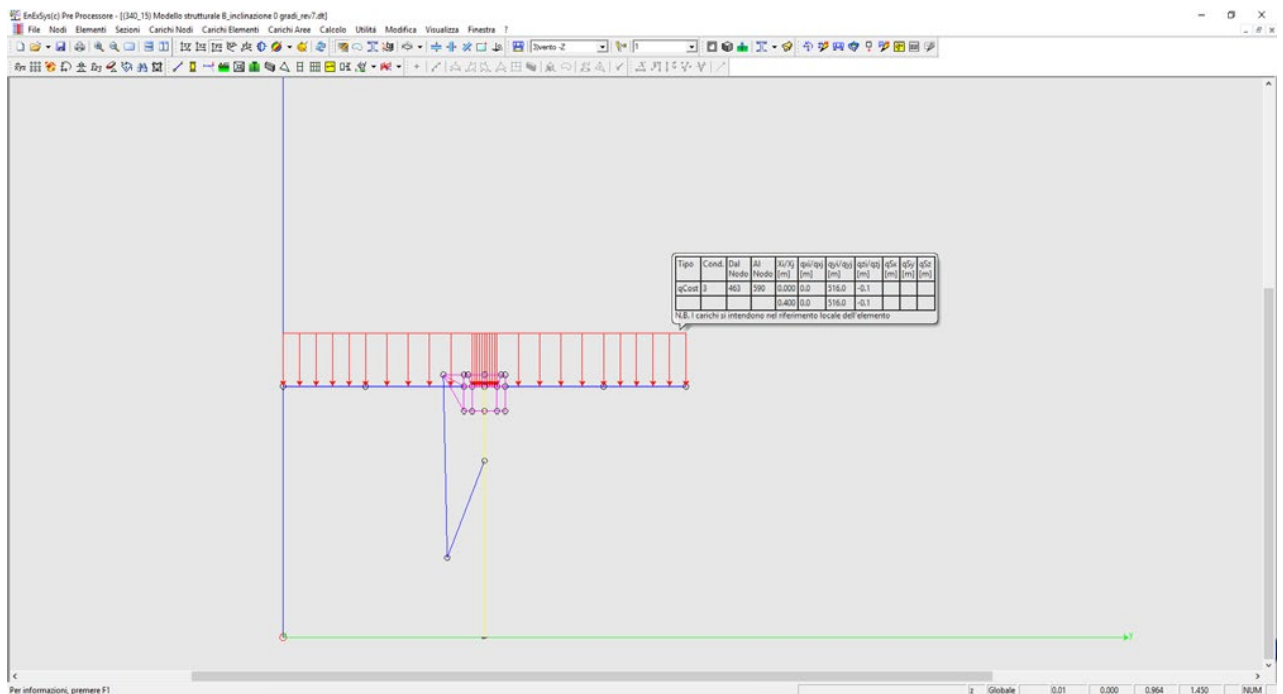 EnExSys(c) Pre Processore - [(340_15) Modello strutturale B_inclinazione 0 gradi_rev7.dt]
File Nodi Elementi Sezioni Carichi Nodi Carichi Elementi Carichi Aree Calcolo Utilità Modifica Visualizza Finestra ?
3)vento -Z 1
Tipo Cond. Dal Nodo Al Nodo Xi/Xj [m] qxi/qxj [m] qyi/qyj [m] qzi/qzj [m] qSx [m] qSy [m] qSz [m]
qCost 3 463 590 0.000 0.0 516.0 -0.1
0.400 0.0 516.0 -0.1
N.B. I carichi si intendono nel riferimento locale dell'elemento
Y
Per informazioni, premere F1 z Globale 0.01 0.000 0.964 1.450 NUM